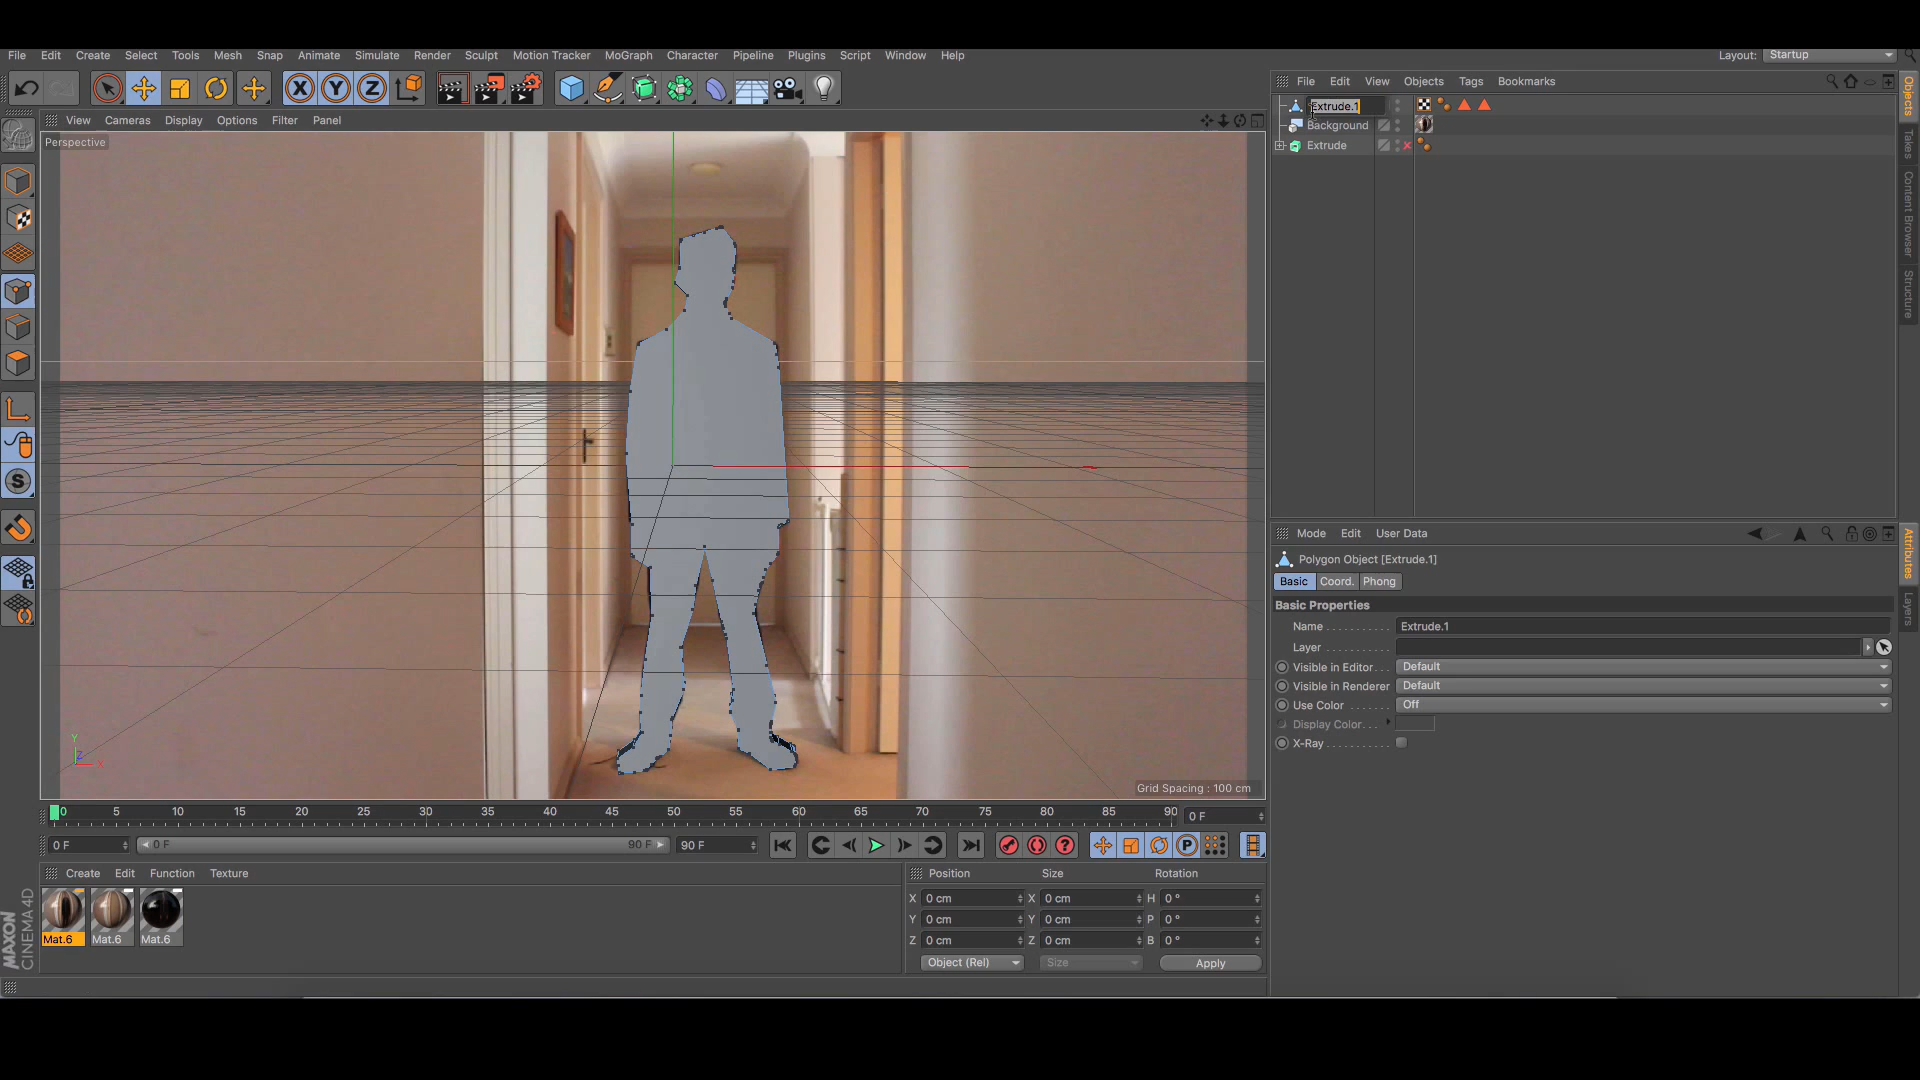 File Edit Create Select Tools Mesh Snap Animate Simulate Render Sculpt Motion Tracker MoGraph Character Pipeline Plugins Script Window Help Layout: Startup
X Y Z
File Edit View Objects Tags Bookmarks
Extrude.1
Background
Extrude
Objects
Takes
Content Browser
Structure
View Cameras Display Options Filter Panel
Perspective
Y
Z
X
Grid Spacing : 100 cm
S
Mode Edit User Data
Polygon Object [Extrude.1]
Basic Coord. Phong
Basic Properties
Name Extrude.1
Layer
Visible in Editor Default
Visible in Renderer Default
Use Color Off
Display Color
X-Ray
Attributes
Layers
0 5 10 15 20 25 30 35 40 45 50 55 60 65 70 75 80 85 90 0 F
0 F 0 F 90 F 90 F P
Create Edit Function Texture
Mat.6 Mat.6 Mat.6
Position Size Rotation
X 0 cm X 0 cm H 0 °
Y 0 cm Y 0 cm P 0 °
Z 0 cm Z 0 cm B 0 °
Object (Rel) Size Apply
MAXON
CINEMA 4D